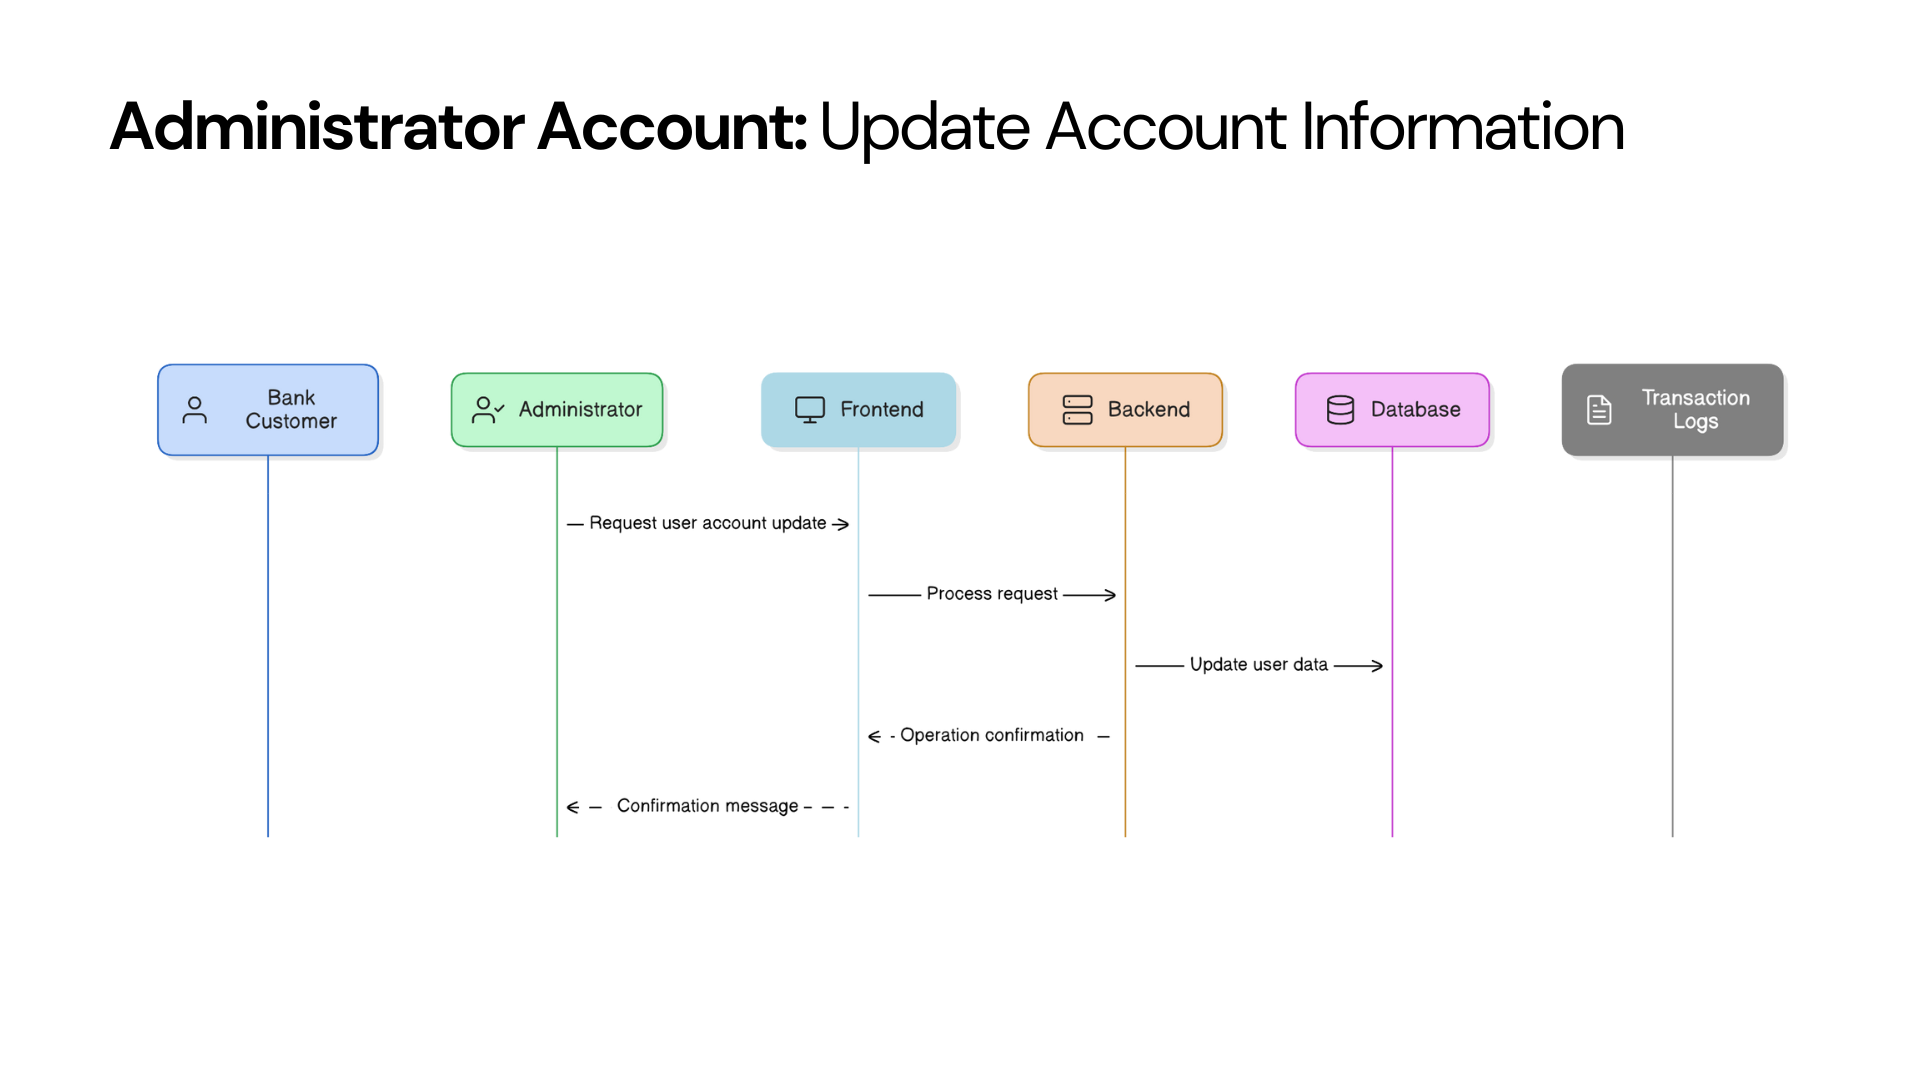 Administrator Account: Update Account Information
Bank
Customer
Administrator
Frontend
Backend
Database
Transaction
Logs
Request user account update
Process request
Update user data
Operation confirmation
Confirmation message